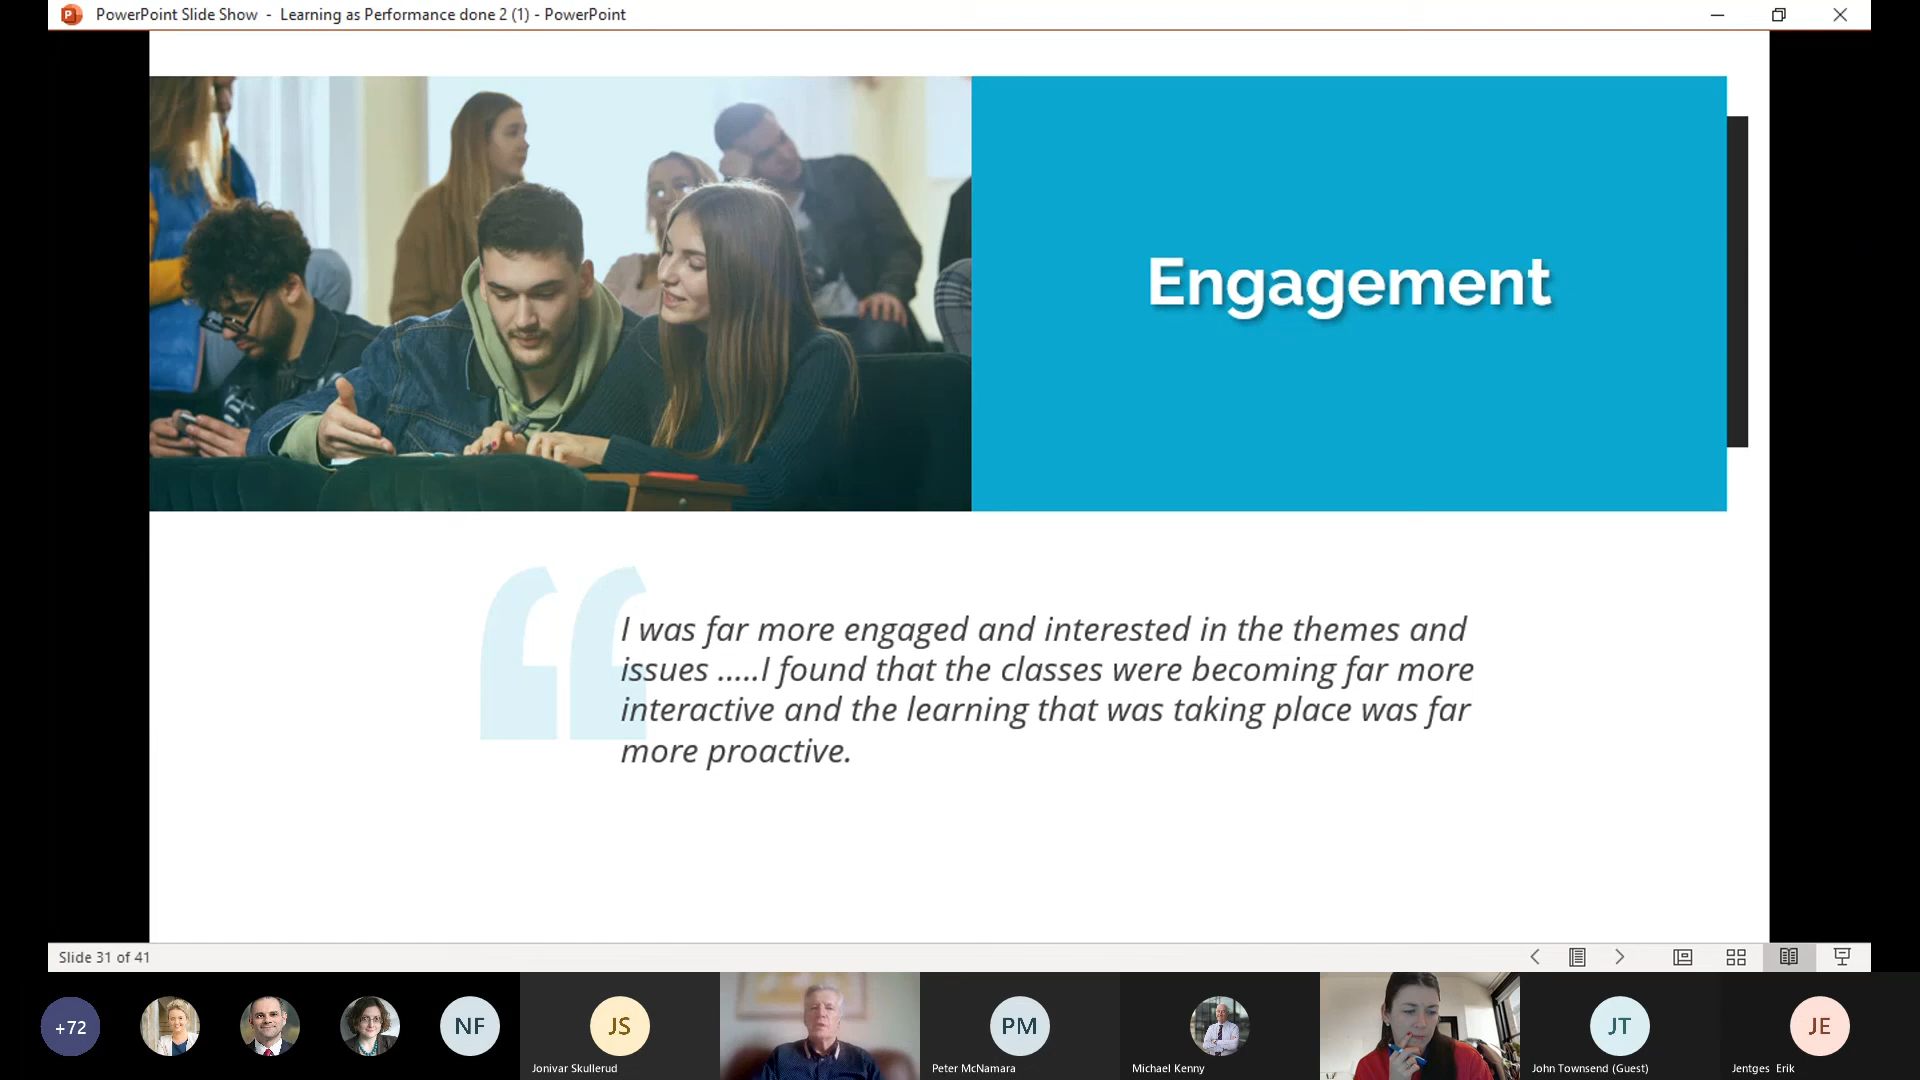 PowerPoint Slide Show - Learning as Performance done 2 (1) - PowerPoint
Engagement
“
I was far more engaged and interested in the themes and
issues .....I found that the classes were becoming far more
interactive and the learning that was taking place was far
more proactive.
Slide 31 of 41
+72
NF
JS
PM
JT
JE
Jonivar Skullerud
Peter McNamara
Michael Kenny
John Townsend (Guest)
Jentges Erik